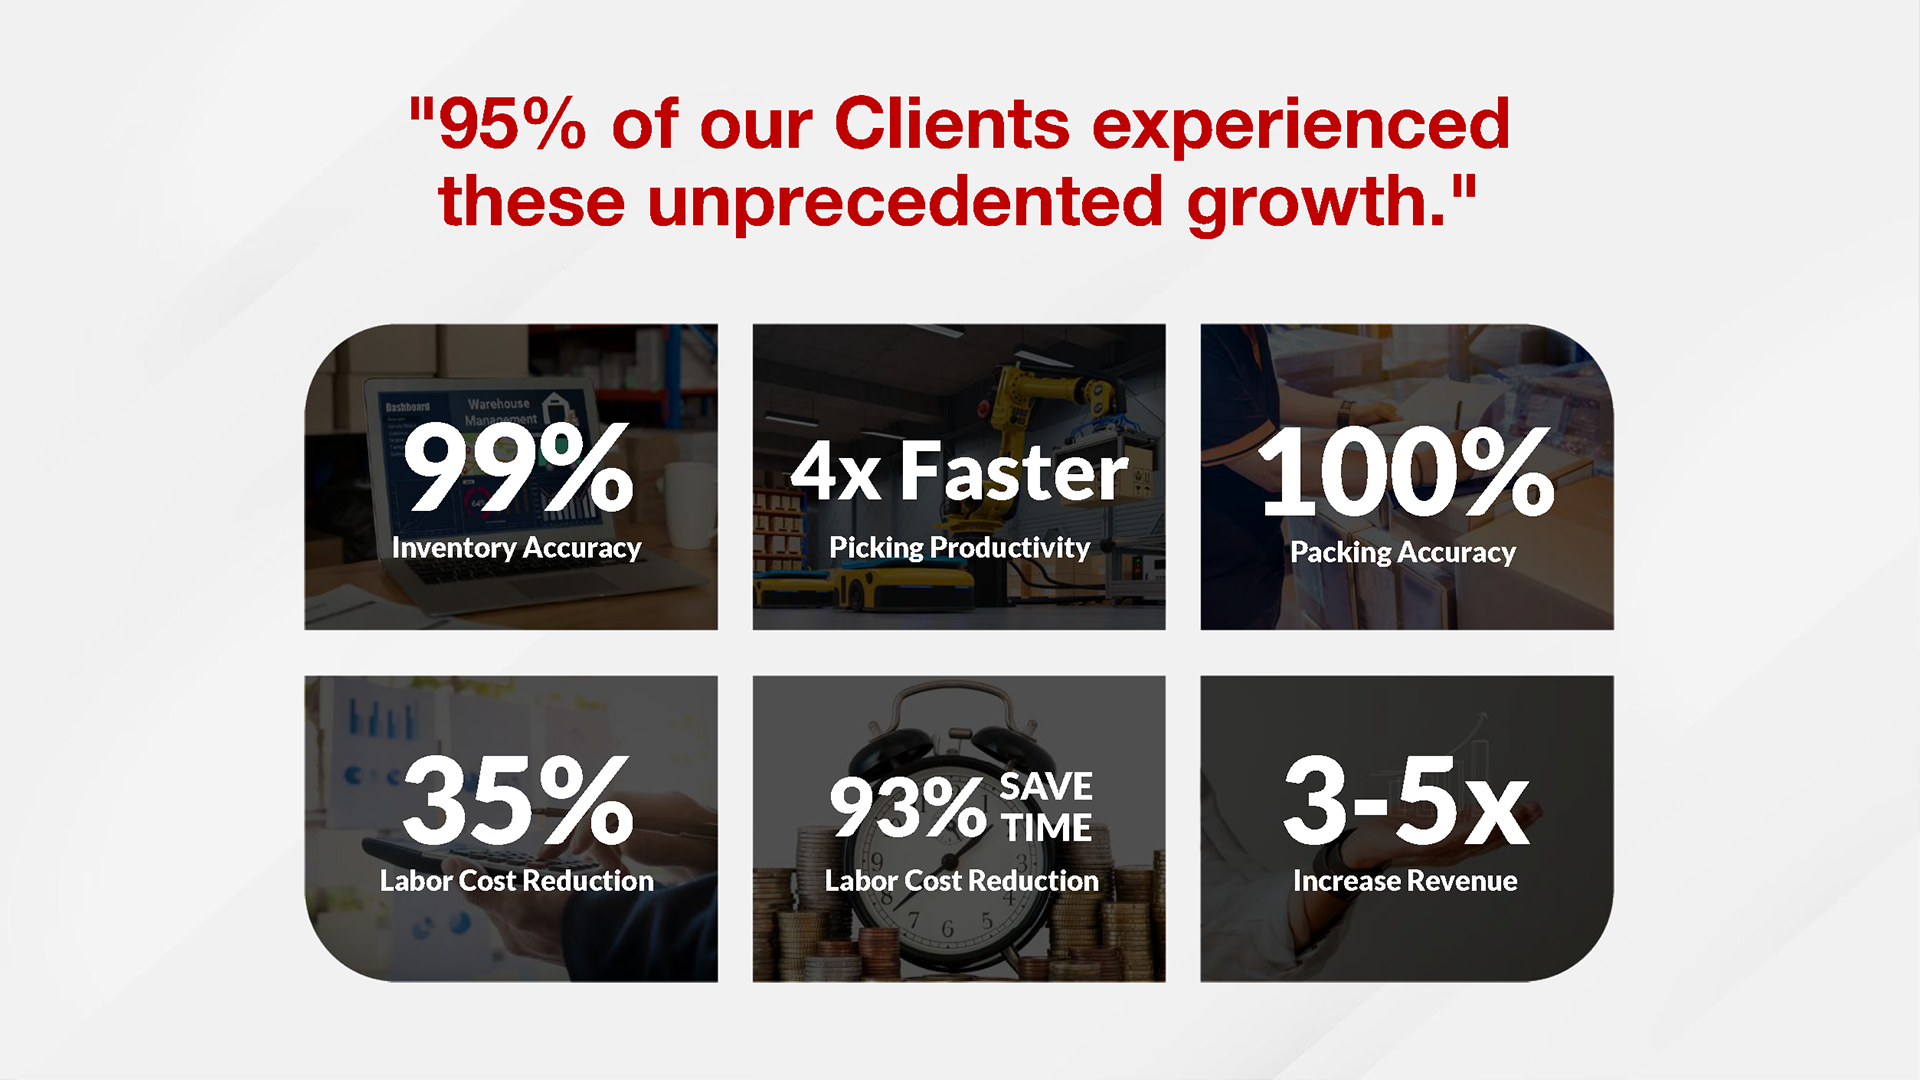 "95% of our Clients experienced
these unprecedented growth."
Dashboard
Warehouse
Management
99%
Inventory Accuracy
4x Faster
Picking Productivity
100%
Packing Accuracy
35%
Labor Cost Reduction
93% SAVE
TIME
Labor Cost Reduction
3-5x
Increase Revenue